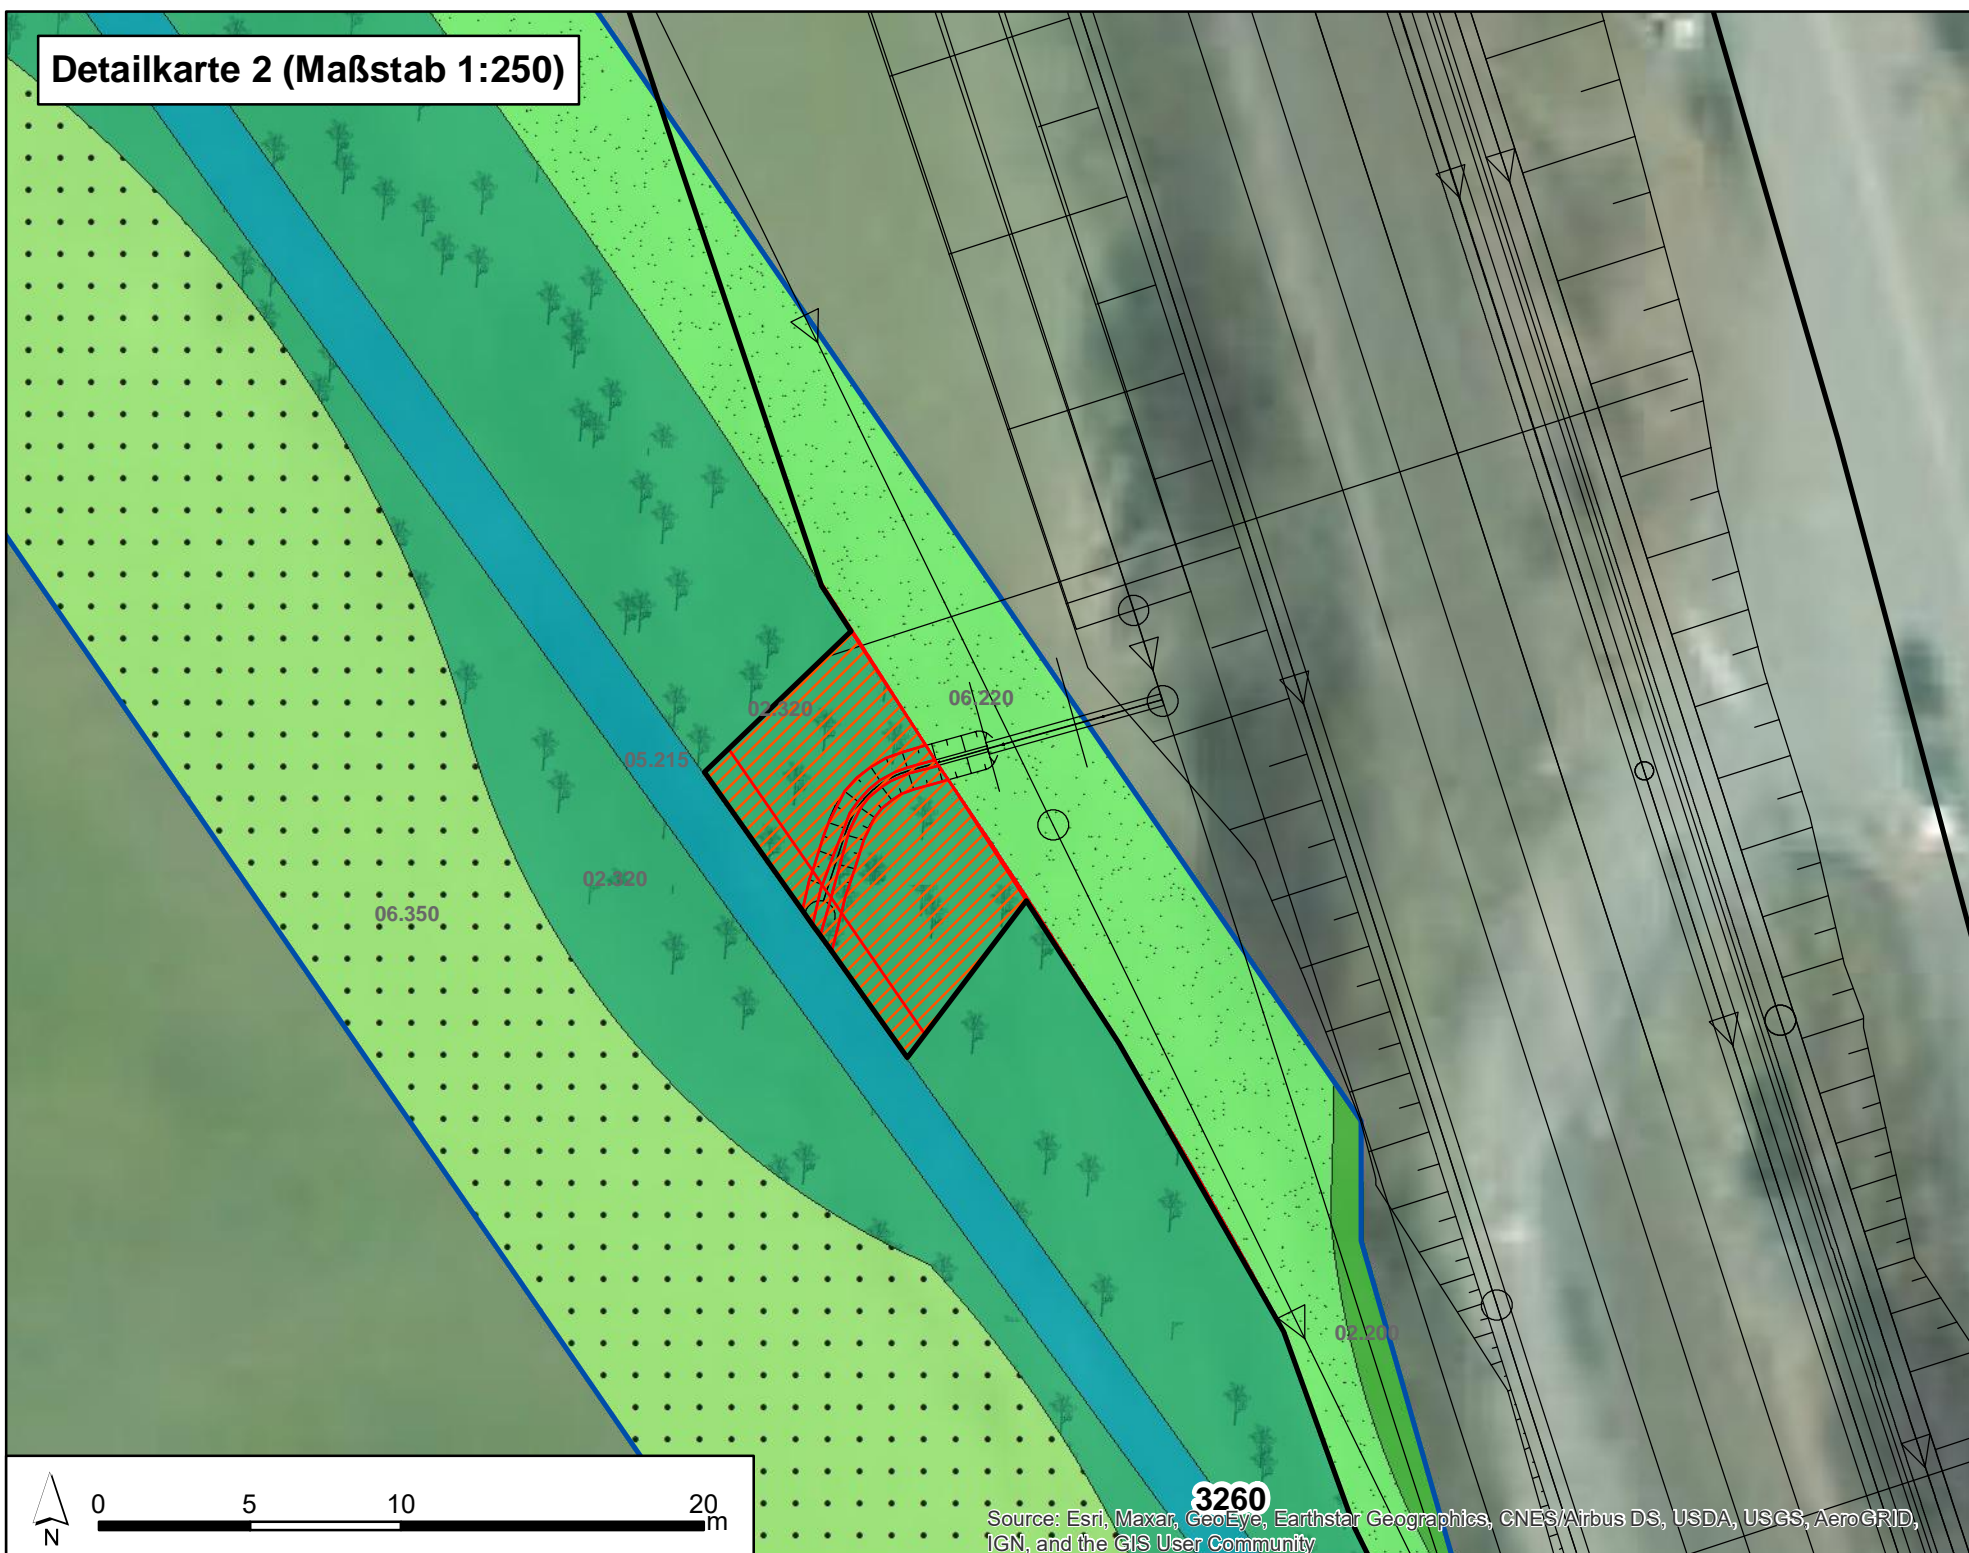 Detailkarte 2 (Maßstab 1:250)
06.220
02.320
05.215
02.320
06.350
02.200
3260
0 5 10 20
m
N
Source: Esri, Maxar, GeoEye, Earthstar Geographics, CNES/Airbus DS, USDA, USGS, AeroGRID,
IGN, and the GIS User Community